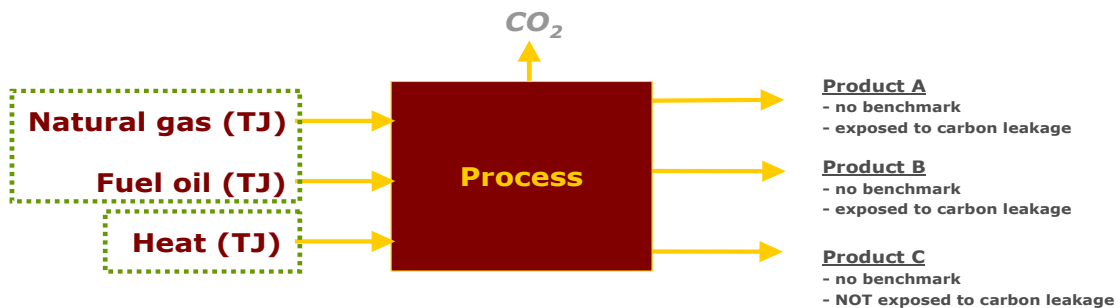 CO2
Natural gas (TJ)
Fuel oil (TJ)
Heat (TJ)
Process
Product A
- no benchmark
- exposed to carbon leakage
Product B
- no benchmark
- exposed to carbon leakage
Product C
- no benchmark
- NOT exposed to carbon leakage